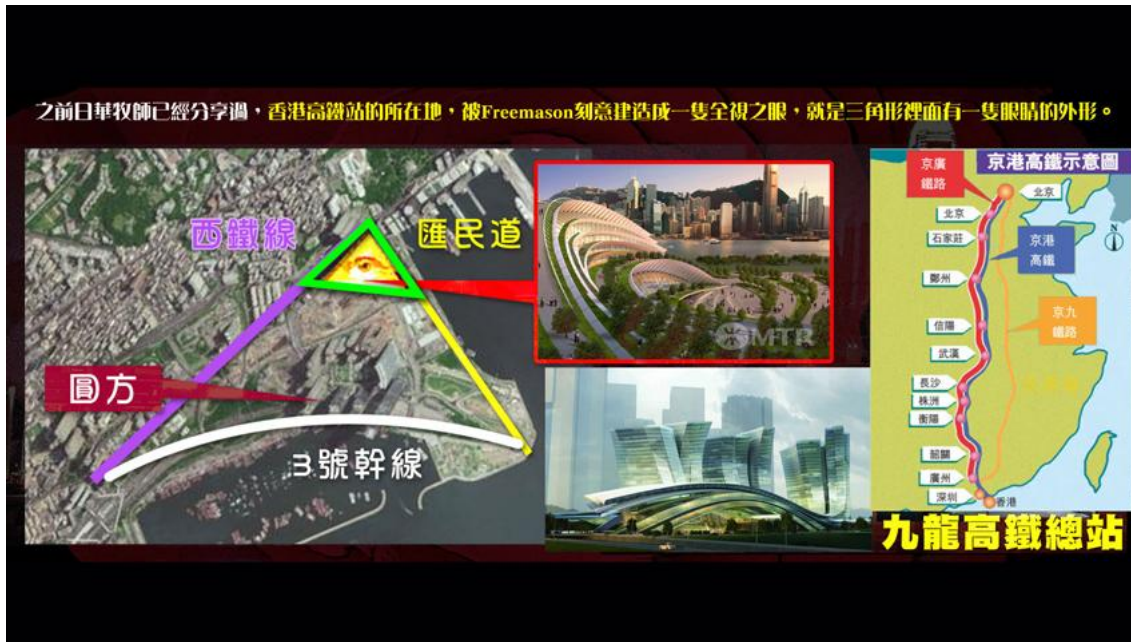 之前日華牧師已經分享過，香港高鐵站的所在地，被Freemason刻意建造成一隻全視之眼，就是三角形裡面有一隻眼睛的外形。
西鐵線
匯民道
圓方
3號幹線
MTR
京港高鐵示意圖
京廣
鐵路
北京
北京
石家莊
京港
高鐵
N
鄭州
京九
鐵路
信陽
武漢
長沙
株洲
衡陽
韶關
廣州
深圳
香港
九龍高鐵總站